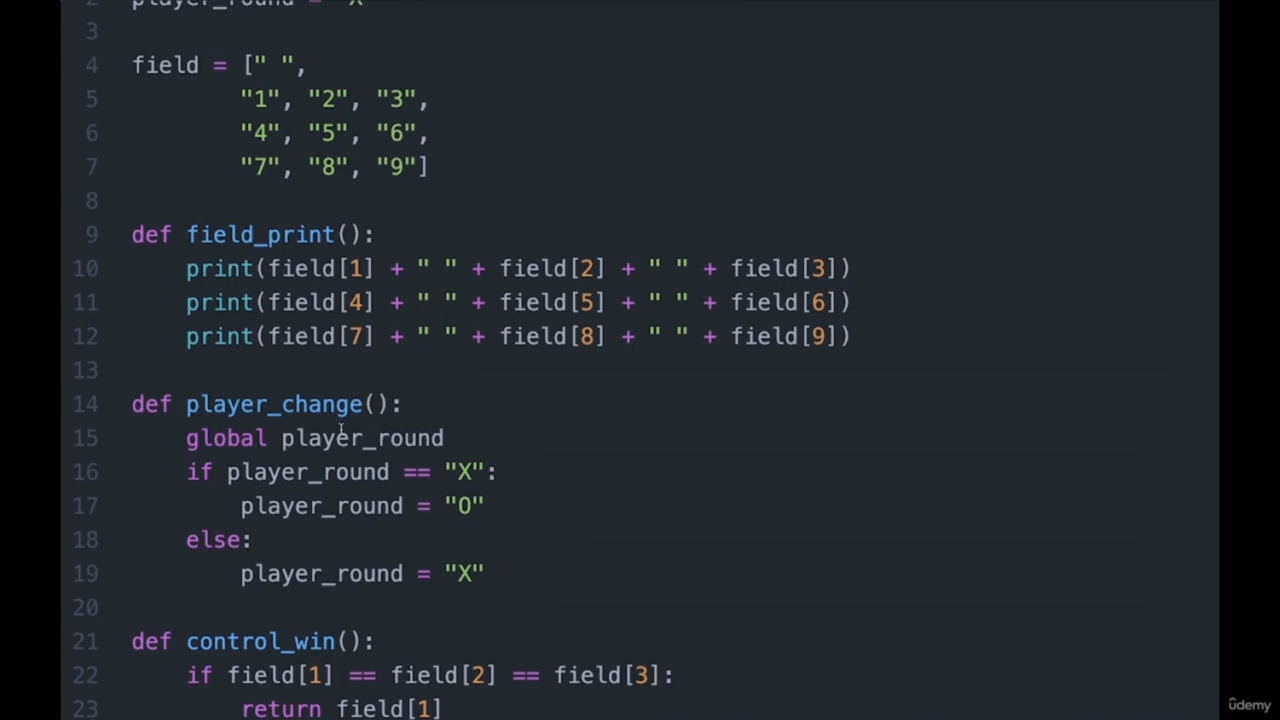 2 player_round = "X"
3
4 field = [" ",
5 "1", "2", "3",
6 "4", "5", "6",
7 "7", "8", "9"]
8
9 def field_print():
10 print(field[1] + " " + field[2] + " " + field[3])
11 print(field[4] + " " + field[5] + " " + field[6])
12 print(field[7] + " " + field[8] + " " + field[9])
13
14 def player_change():
15 global player_round
16 if player_round == "X":
17 player_round = "O"
18 else:
19 player_round = "X"
20
21 def control_win():
22 if field[1] == field[2] == field[3]:
23 return field[1]
ûdemy